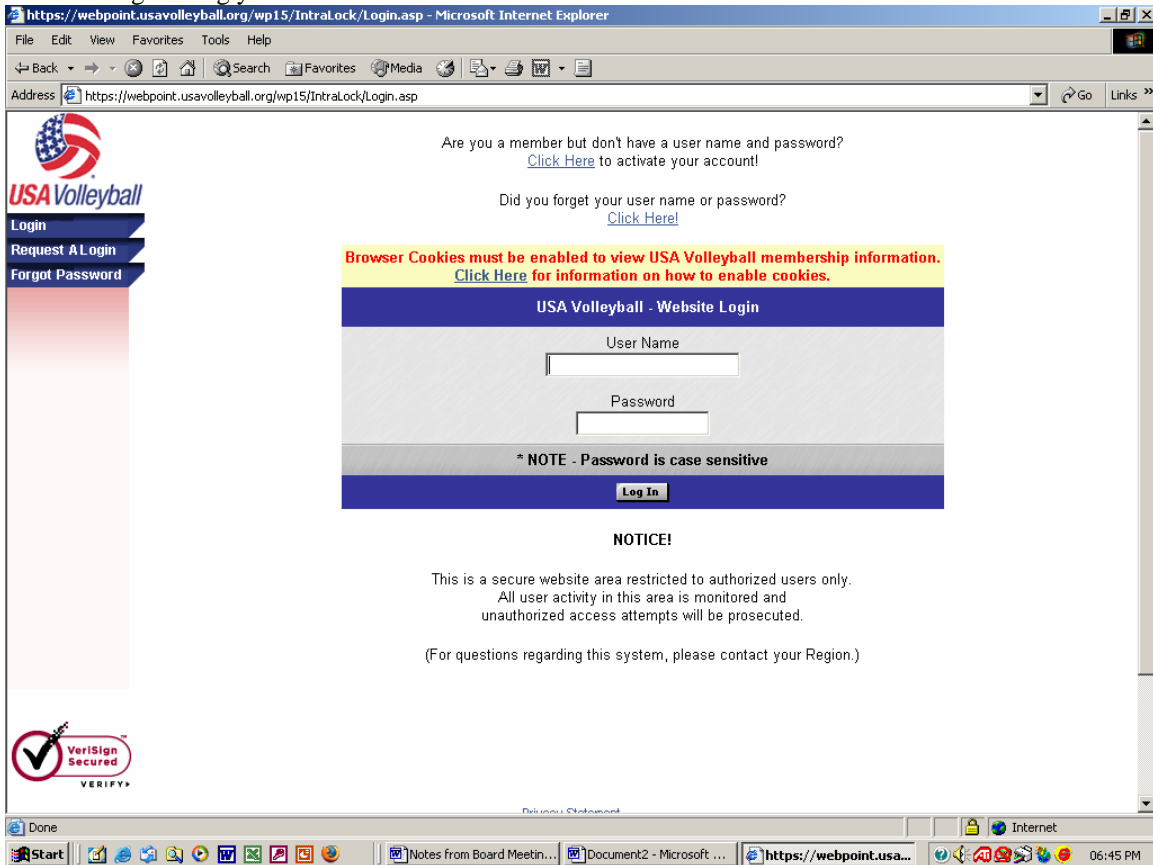 https://webpoint.usavolleyball.org/wp15/IntraLock/Login.asp - Microsoft Internet Explorer
File Edit View Favorites Tools Help
Back Search Favorites Media
Address https://webpoint.usavolleyball.org/wp15/IntraLock/Login.asp Go Links »
USA Volleyball
Login
Request A Login
Forgot Password
Are you a member but don't have a user name and password?
Click Here to activate your account!
Did you forget your user name or password?
Click Here!
Browser Cookies must be enabled to view USA Volleyball membership information.
Click Here for information on how to enable cookies.
USA Volleyball - Website Login
User Name
Password
* NOTE - Password is case sensitive
Log In
NOTICE!
This is a secure website area restricted to authorized users only.
All user activity in this area is monitored and
unauthorized access attempts will be prosecuted.
(For questions regarding this system, please contact your Region.)
VeriSign
Secured
VERIFY
Privacy Statement
Done Internet
Start Notes from Board Meetin... Document2 - Microsoft ... https://webpoint.usa... 06:45 PM